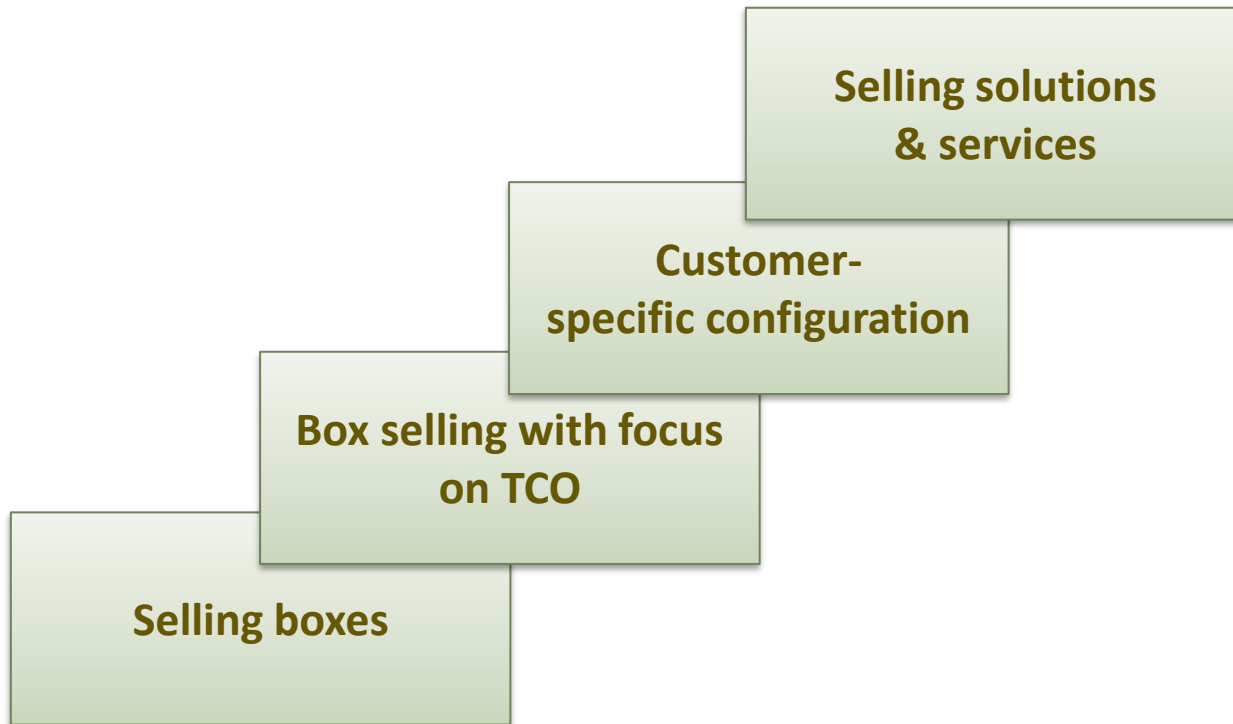 Selling solutions
& services
Customer-
specific configuration
Box selling with focus
on TCO
Selling boxes